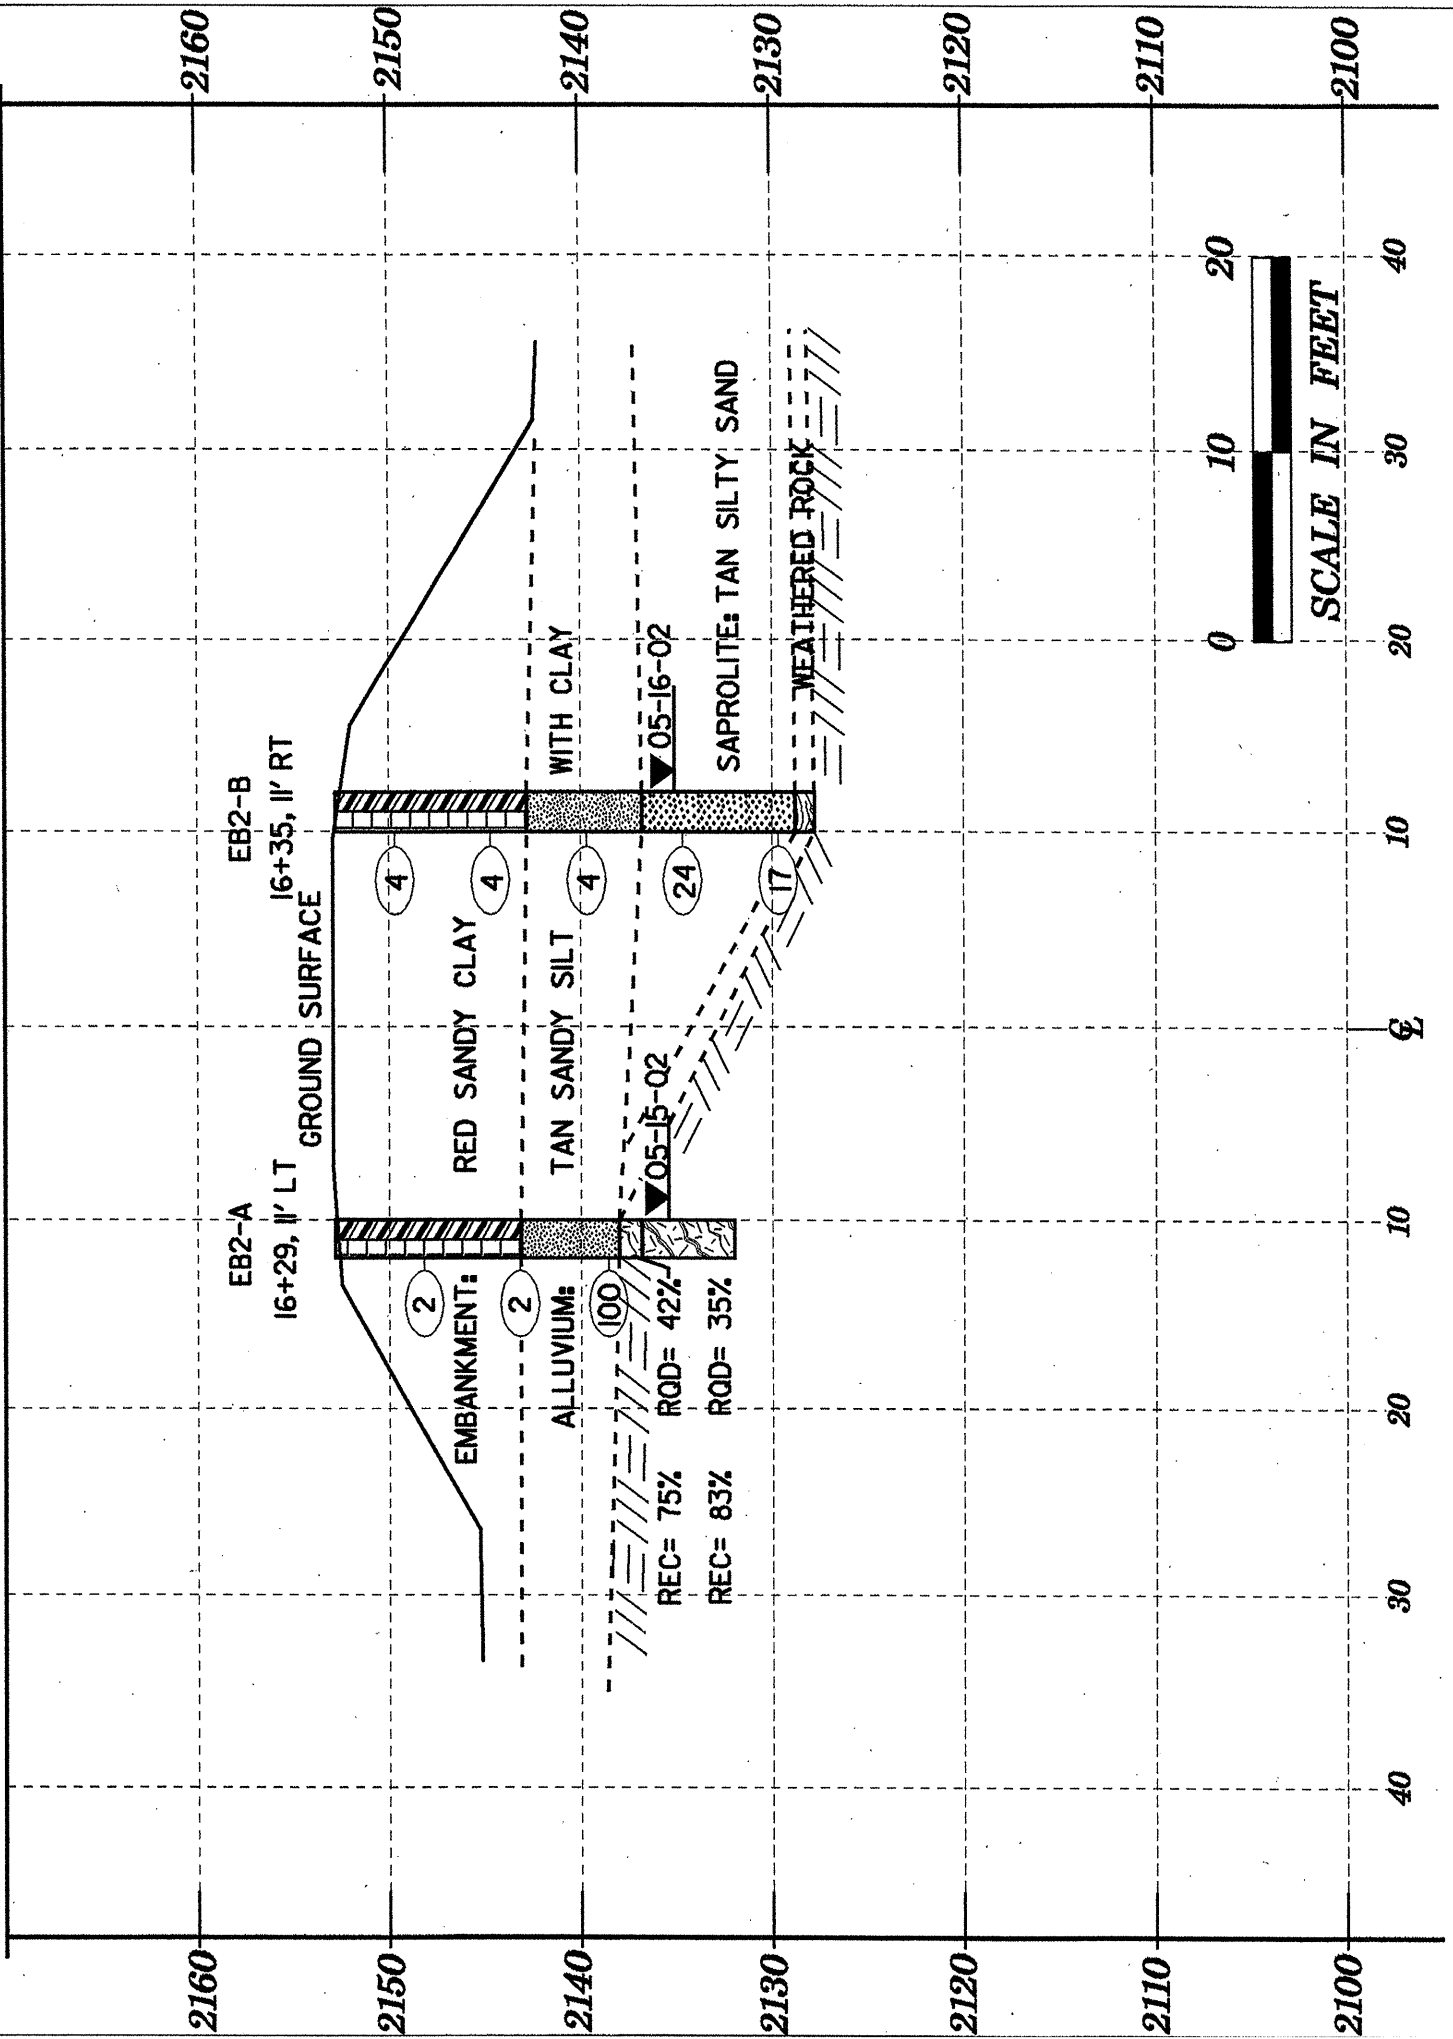 EB2-A
16+29, 11' LT
EB2-B
16+35, 11' RT
GROUND SURFACE
2160
2160
2150
2150
2140
2140
2130
2130
2120
2120
2110
2110
2100
2100
4
2
4
EMBANKMENT: RED SANDY CLAY
2
ALLUVIUM: TAN SANDY SILT WITH CLAY
4
100
REC= 75% RQD= 42%
05-15-02
05-16-02
24
REC= 83% RQD= 35%
SAPROLITE: TAN SILTY SAND
17
WEATHERED ROCK
0 10 20
SCALE IN FEET
40 30 20 10 ℄ 10 20 30 40